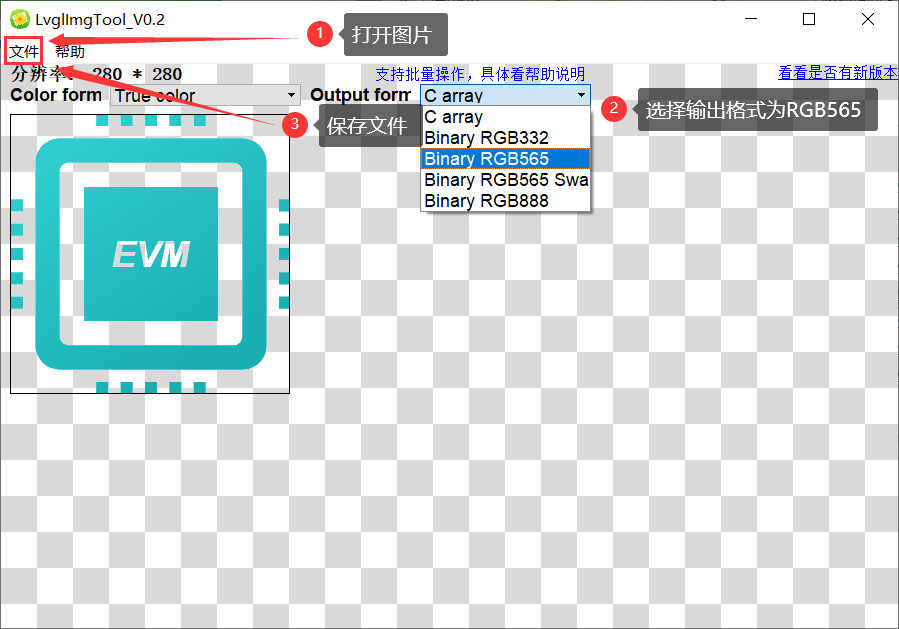 LvglImgTool_V0.2
1 打开图片
文件 帮助
分辨率： 280 * 280
支持批量操作，具体看帮助说明
看看是否有新版本
Color form True color
Output form C array
2 选择输出格式为RGB565
3 保存文件
C array
Binary RGB332
Binary RGB565
Binary RGB565 Swa
Binary RGB888
EVM